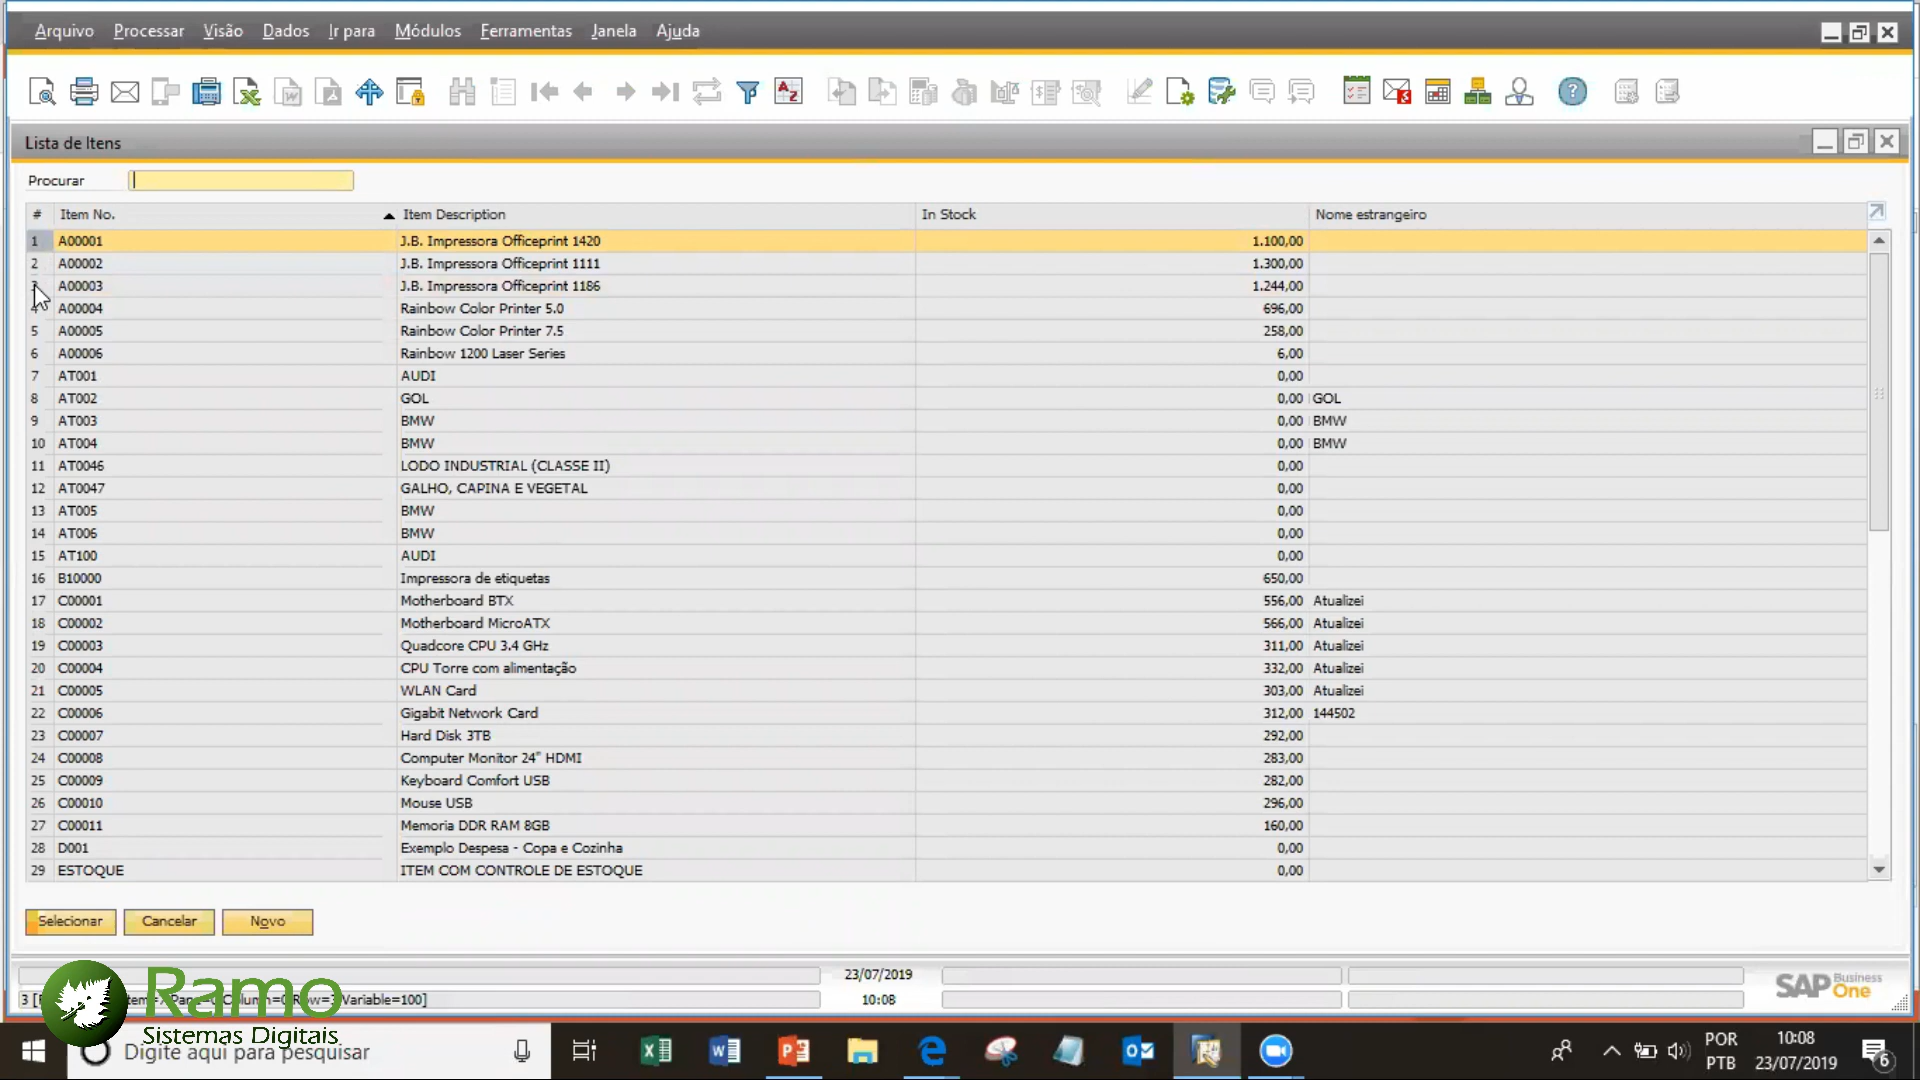 Arquivo Processar Visão Dados Ir para Módulos Ferramentas Janela Ajuda
Lista de Itens
Procurar
# Item No. Item Description In Stock Nome estrangeiro
1 A00001 J.B. Impressora Officeprint 1420 1.100,00
2 A00002 J.B. Impressora Officeprint 1111 1.300,00
A00003 J.B. Impressora Officeprint 1186 1.244,00
4 A00004 Rainbow Color Printer 5.0 696,00
5 A00005 Rainbow Color Printer 7.5 258,00
6 A00006 Rainbow 1200 Laser Series 6,00
7 AT001 AUDI 0,00
8 AT002 GOL 0,00 GOL
9 AT003 BMW 0,00 BMW
10 AT004 BMW 0,00 BMW
11 AT0046 LODO INDUSTRIAL (CLASSE II) 0,00
12 AT0047 GALHO, CAPINA E VEGETAL 0,00
13 AT005 BMW 0,00
14 AT006 BMW 0,00
15 AT100 AUDI 0,00
16 B10000 Impressora de etiquetas 650,00
17 C00001 Motherboard BTX 556,00 Atualizei
18 C00002 Motherboard MicroATX 566,00 Atualizei
19 C00003 Quadcore CPU 3.4 GHz 311,00 Atualizei
20 C00004 CPU Torre com alimentação 332,00 Atualizei
21 C00005 WLAN Card 303,00 Atualizei
22 C00006 Gigabit Network Card 312,00 144502
23 C00007 Hard Disk 3TB 292,00
24 C00008 Computer Monitor 24" HDMI 283,00
25 C00009 Keyboard Comfort USB 282,00
26 C00010 Mouse USB 296,00
27 C00011 Memoria DDR RAM 8GB 160,00
28 D001 Exemplo Despesa - Copa e Cozinha 0,00
29 ESTOQUE ITEM COM CONTROLE DE ESTOQUE 0,00
Selecionar Cancelar Novo
23/07/2019
10:08
SAP Business One
Ramo
Sistemas Digitais
Variable=100]
Digite aqui para pesquisar
POR
PTB
10:08
23/07/2019
6